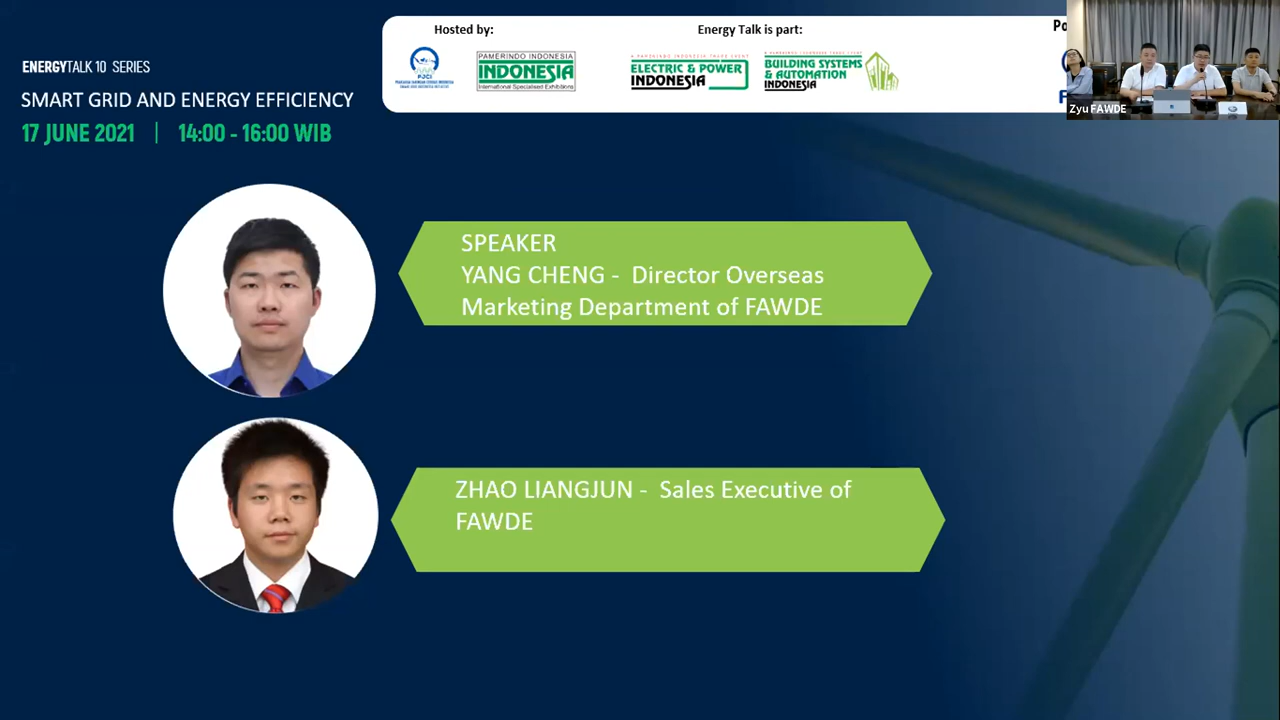 Hosted by:
Energy Talk is part:
Po
ENERGYTALK 10 SERIES
SMART GRID AND ENERGY EFFICIENCY
17 JUNE 2021 | 14:00 - 16:00 WIB
PJCI
PAMERINDO INDONESIA
INDONESIA
International Specialised Exhibitions
ELECTRIC & POWER
INDONESIA
BUILDING SYSTEMS
& AUTOMATION
INDONESIA
Zyu FAWDE
SPEAKER
YANG CHENG - Director Overseas
Marketing Department of FAWDE
ZHAO LIANGJUN - Sales Executive of
FAWDE